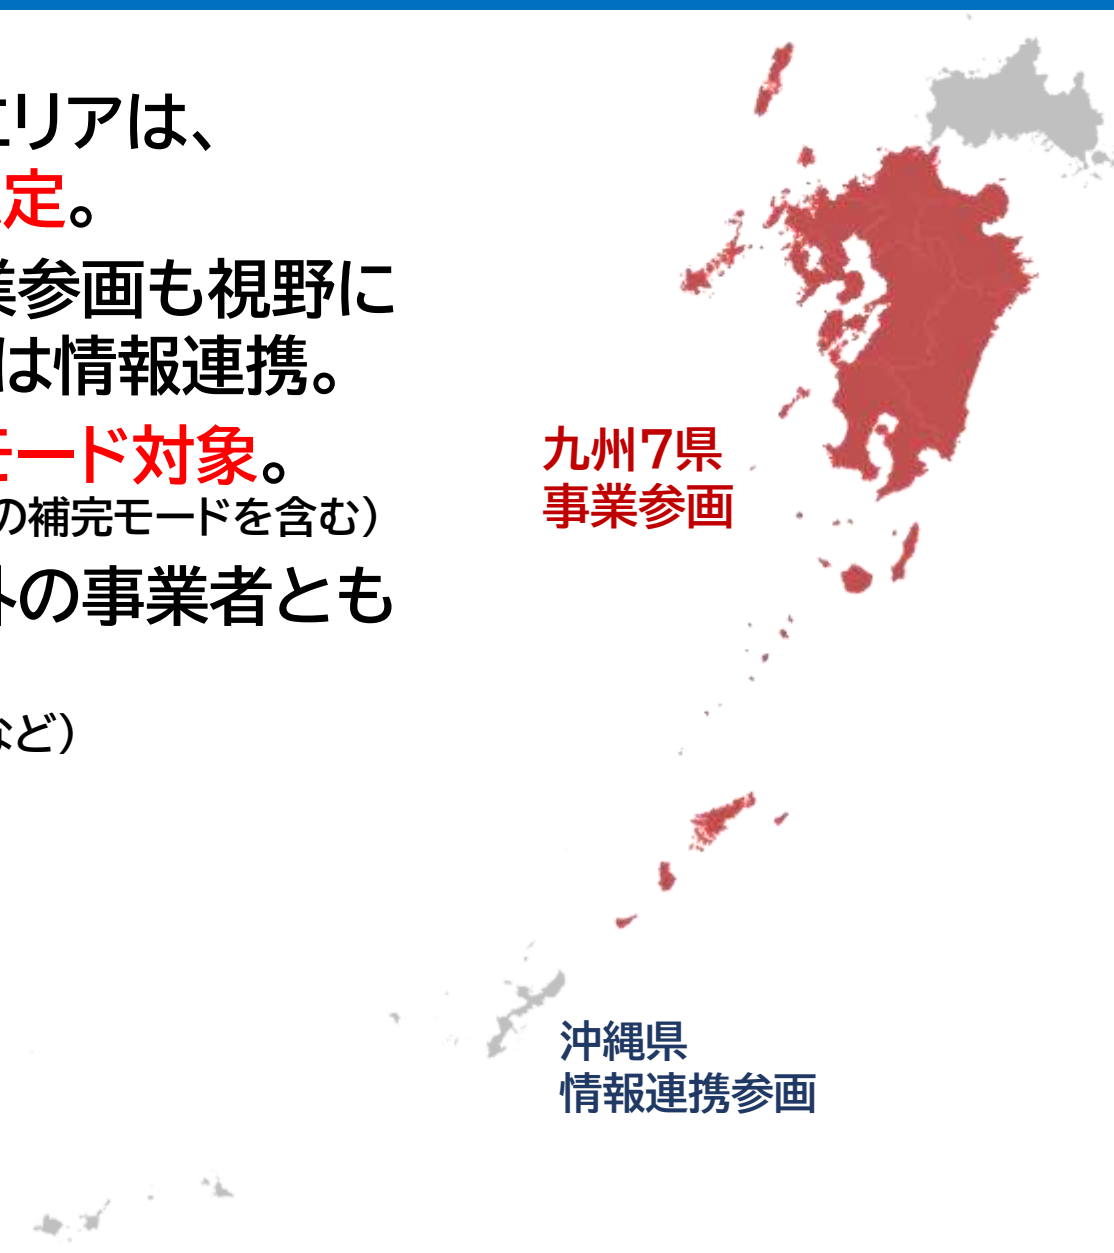 エリアは、
定。
業参画も視野に
は情報連携。
モード対象。
の補完モードを含む）
外の事業者とも
など）
九州7県
事業参画
沖縄県
情報連携参画